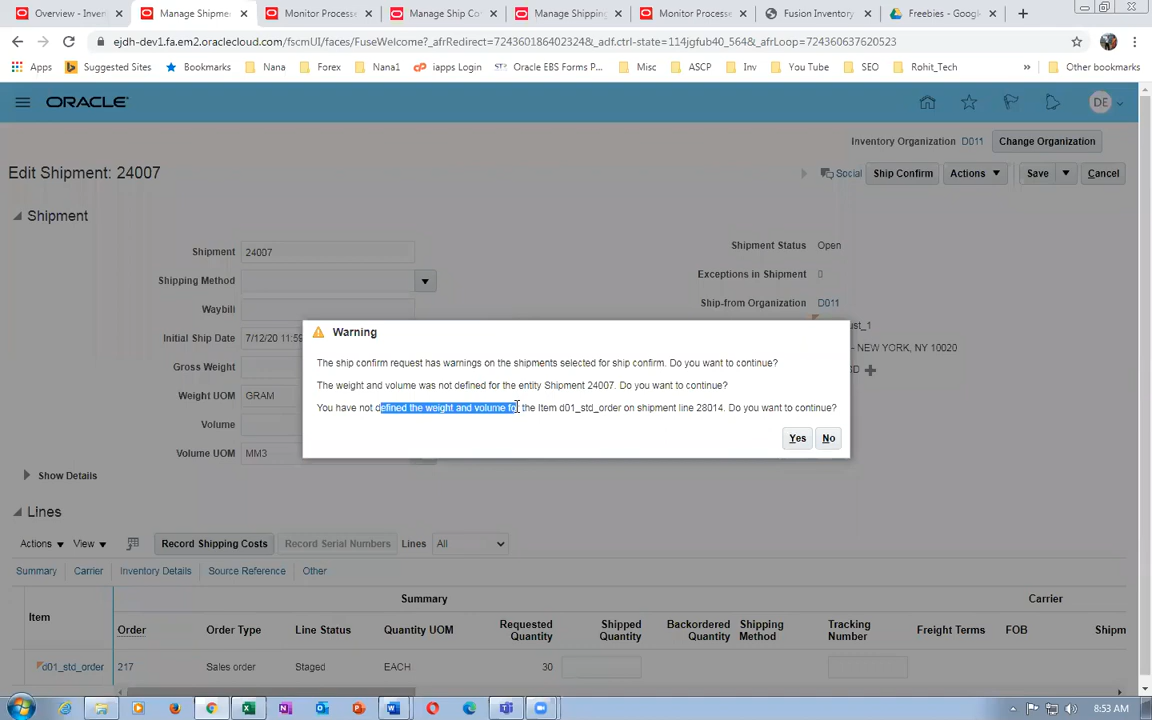 Overview - Inven
Manage Shipme
Monitor Processe
Manage Ship Co
Manage Shipping
Monitor Processe
Fusion Inventory
Freebies - Googl
ejdh-dev1.fa.em2.oraclecloud.com/fscmUI/faces/FuseWelcome?_afrRedirect=7243601864023248&_adf.ctrl-state=114jgfub40_564&_afrLoop=724360637620523
Apps
Suggested Sites
Bookmarks
Nana
Forex
Nana1
iapps Login
Oracle EBS Forms P...
Misc
ASCP
Inv
You Tube
SEO
Rohit_Tech
»
Other bookmarks
ORACLE
DE
Inventory Organization D011
Change Organization
Edit Shipment: 24007
Social
Ship Confirm
Actions
Save
Cancel
Shipment
Shipment 24007
Shipment Status Open
Shipping Method
Exceptions in Shipment 0
Waybill
Ship-from Organization D011
Initial Ship Date 7/12/20 11:59
ust_1
Gross Weight
- NEW YORK, NY 10020
Weight UOM GRAM
SD
Volume
Volume UOM MM3
Warning
The ship confirm request has warnings on the shipments selected for ship confirm. Do you want to continue?
The weight and volume was not defined for the entity Shipment 24007. Do you want to continue?
You have not defined the weight and volume for the Item d01_std_order on shipment line 28014. Do you want to continue?
Yes
No
Show Details
Lines
Actions
View
Record Shipping Costs
Record Serial Numbers
Lines
All
Summary
Carrier
Inventory Details
Source Reference
Other
Summary
Carrier
Item
Order
Order Type
Line Status
Quantity UOM
Requested Quantity
Shipped Quantity
Backordered Quantity
Shipping Method
Tracking Number
Freight Terms
FOB
Shipm
d01_std_order
217
Sales order
Staged
EACH
30
8:53 AM